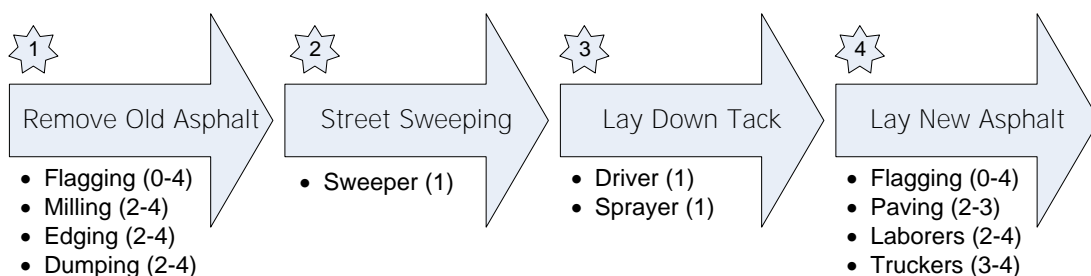 1
Remove Old Asphalt
• Flagging (0-4)
• Milling (2-4)
• Edging (2-4)
• Dumping (2-4)
2
Street Sweeping
• Sweeper (1)
3
Lay Down Tack
• Driver (1)
• Sprayer (1)
4
Lay New Asphalt
• Flagging (0-4)
• Paving (2-3)
• Laborers (2-4)
• Truckers (3-4)